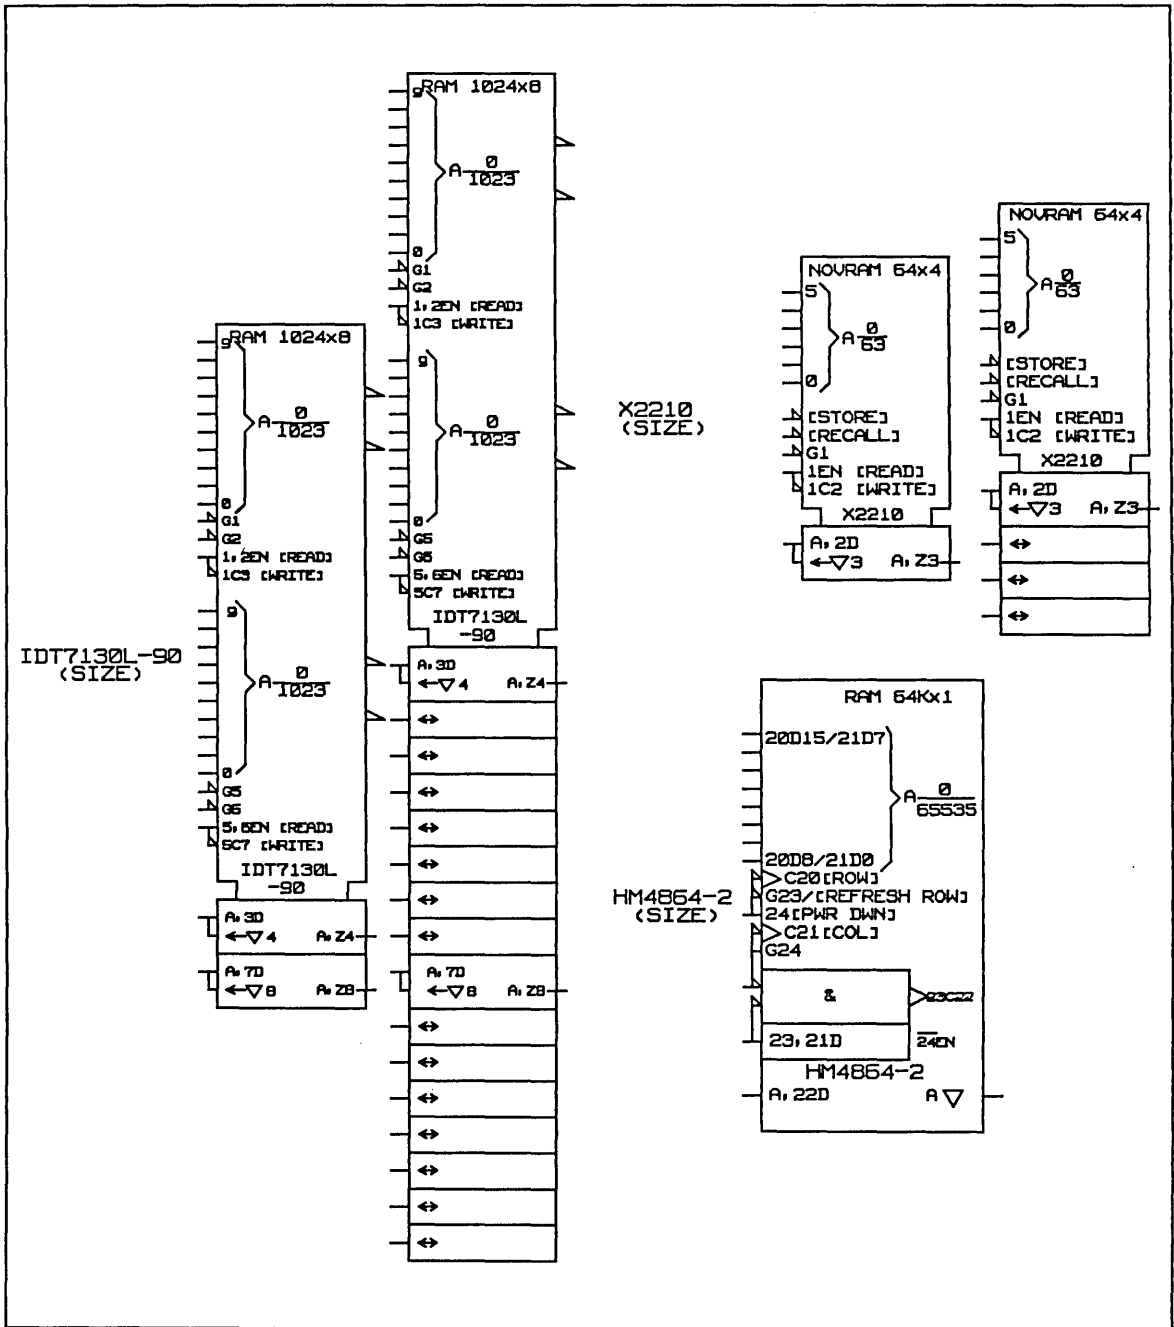 IDT7130L-90
(SIZE)
RAM 1024x8
9
A 0
1023
0
G1
G2
1,2EN [READ]
1C3 [WRITE]
9
A 0
1023
0
G5
G6
5,6EN [READ]
5C7 [WRITE]
IDT7130L
-90
A,3D
←▽4 A,Z4
A,7D
←▽8 A,Z8
RAM 1024x8
9
A 0
1023
0
G1
G2
1,2EN [READ]
1C3 [WRITE]
9
A 0
1023
0
G5
G6
5,6EN [READ]
5C7 [WRITE]
IDT7130L
-90
A,3D
←▽4 A,Z4
↔
↔
↔
↔
↔
↔
↔
A,7D
←▽8 A,Z8
↔
↔
↔
↔
↔
↔
↔
X2210
(SIZE)
NOVRAM 64x4
5
A 0
63
0
[STORE]
[RECALL]
G1
1EN [READ]
1C2 [WRITE]
X2210
A,2D
←▽3 A,Z3
NOVRAM 64x4
5
A 0
63
0
[STORE]
[RECALL]
G1
1EN [READ]
1C2 [WRITE]
X2210
A,2D
←▽3 A,Z3
↔
↔
↔
HM4864-2
(SIZE)
RAM 64Kx1
20D15/21D7
A 0
65535
20D8/21D0
C20[ROW]
G23/[REFRESH ROW]
24[PWR DWN]
C21[COL]
G24
& 23C22
23,21D 24EN
HM4864-2
A,22D A▽